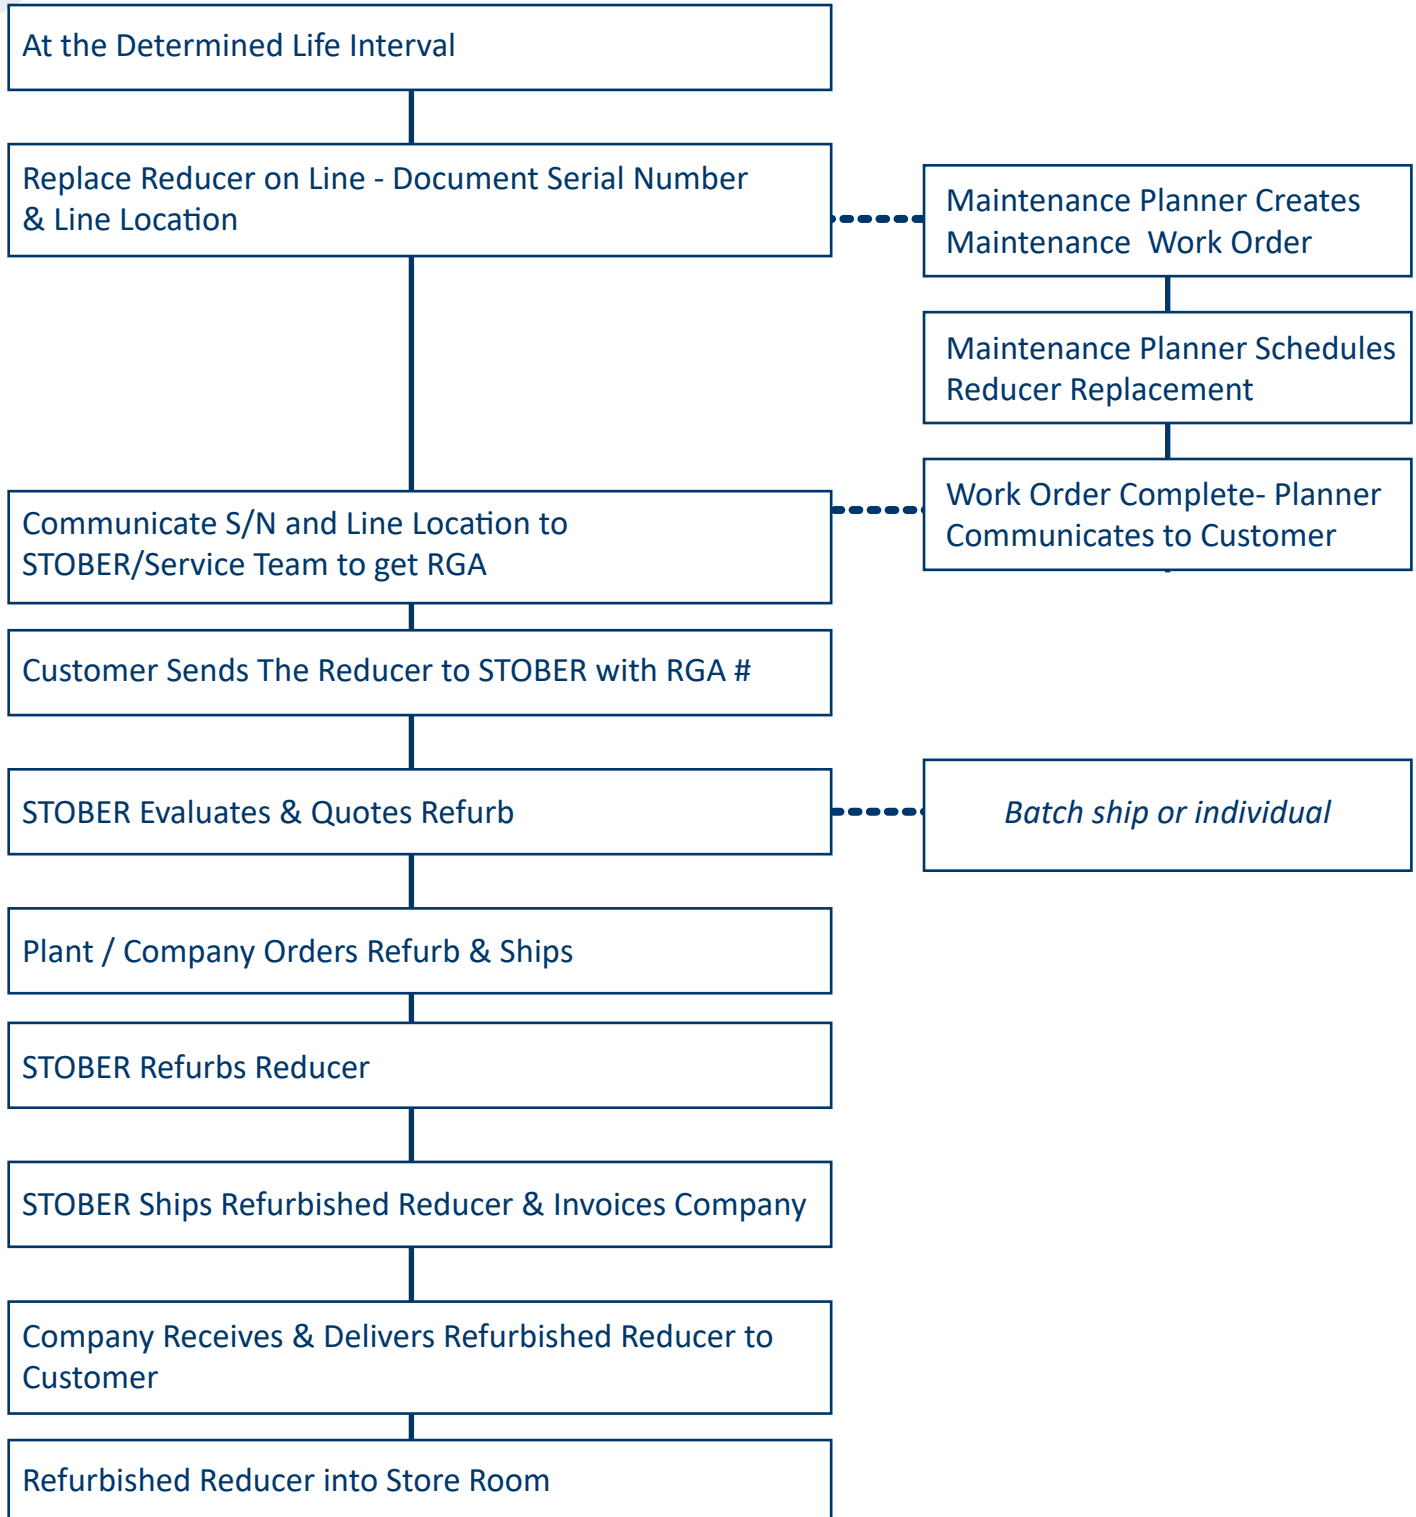 At the Determined Life Interval
Replace Reducer on Line - Document Serial Number
& Line Location
Maintenance Planner Creates
Maintenance  Work Order
Maintenance Planner Schedules
Reducer Replacement
Work Order Complete- Planner
Communicates to Customer
Communicate S/N and Line Location to
STOBER/Service Team to get RGA
Customer Sends The Reducer to STOBER with RGA #
STOBER Evaluates & Quotes Refurb
Batch ship or individual
Plant / Company Orders Refurb & Ships
STOBER Refurbs Reducer
STOBER Ships Refurbished Reducer & Invoices Company
Company Receives & Delivers Refurbished Reducer to
Customer
Refurbished Reducer into Store Room